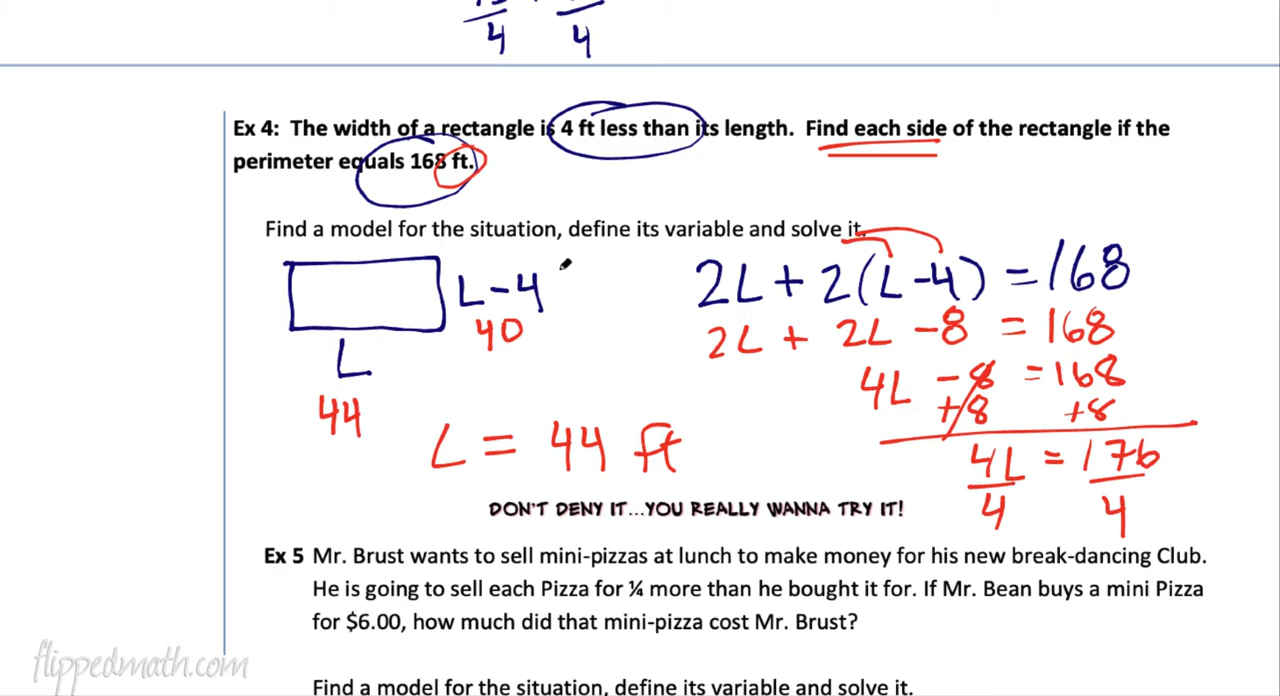 4 4
Ex 4: The width of a rectangle is 4 ft less than its length. Find each side of the rectangle if the
perimeter equals 168 ft.
Find a model for the situation, define its variable and solve it.
L - 4
40
L
44
L = 44 ft
2L + 2(L - 4) = 168
2L + 2L - 8 = 168
4L - 8 = 168
+8 +8
4L = 176
4 4
DON'T DENY IT...YOU REALLY WANNA TRY IT!
Ex 5 Mr. Brust wants to sell mini-pizzas at lunch to make money for his new break-dancing Club.
He is going to sell each Pizza for ¼ more than he bought it for. If Mr. Bean buys a mini Pizza
for $6.00, how much did that mini-pizza cost Mr. Brust?
flippedmath.com
Find a model for the situation, define its variable and solve it.